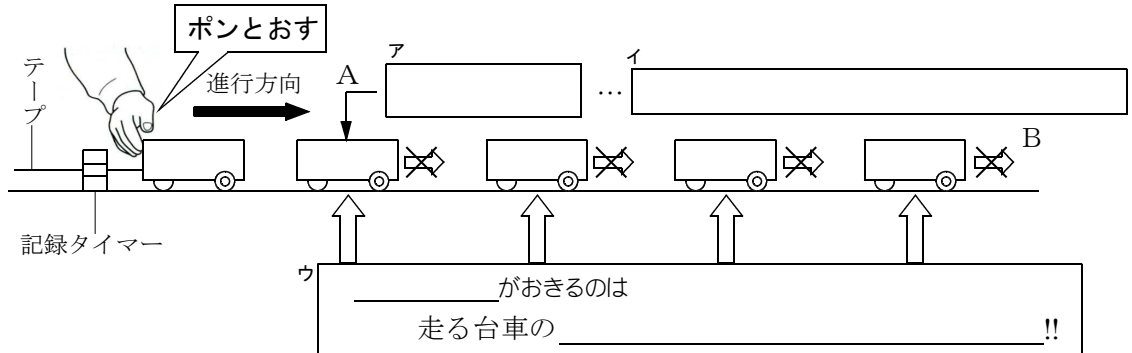 ポンとおす
テープ
進行方向
A
ア
…
イ
B
記録タイマー
ウ
がおきるのは
走る台車の!!